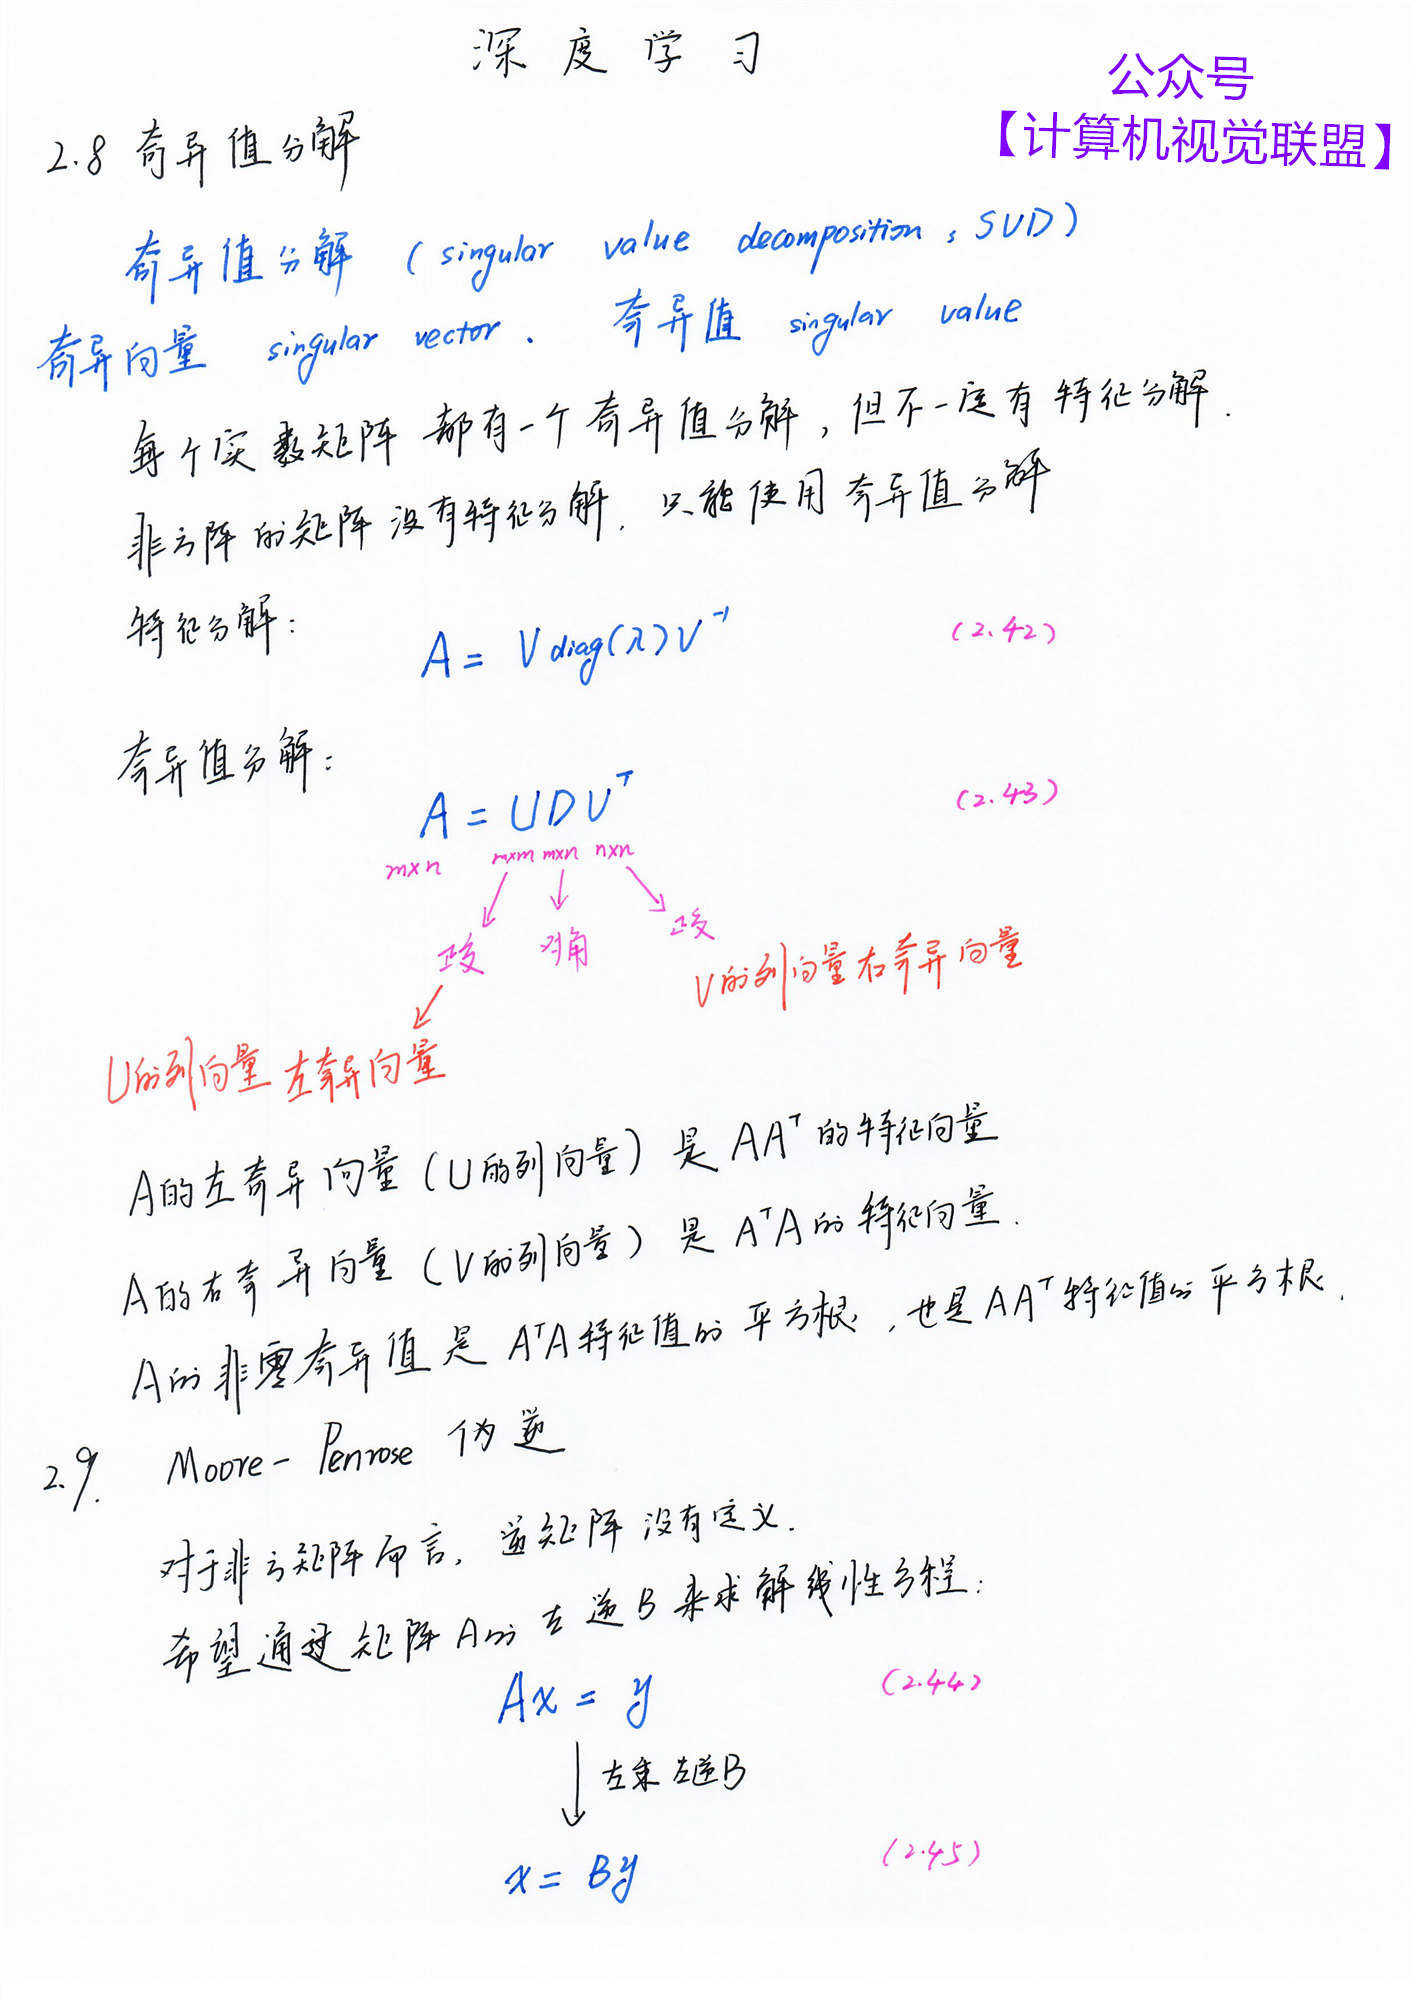 深度学习
公众号
【计算机视觉联盟】
2.8 奇异值分解
奇异值分解 (singular value decomposition, SVD)
奇异向量 singular vector. 奇异值 singular value
每个实数矩阵都有一个奇异值分解, 但不一定有特征分解.
非方阵的矩阵没有特征分解, 只能使用奇异值分解
特征分解:
A = V diag(λ) V⁻¹ (2.42)
奇异值分解:
A = U D Vᵀ (2.43)
m×n m×m m×n n×n
正交 对角 正交
V的列向量右奇异向量
U的列向量 左奇异向量
A的左奇异向量 (U的列向量) 是 AAᵀ 的特征向量
A的右奇异向量 (V的列向量) 是 AᵀA 的特征向量.
A的非零奇异值是 AᵀA 特征值的平方根, 也是 AAᵀ 特征值的平方根.
2.9. Moore-Penrose 伪逆
对于非方矩阵而言, 逆矩阵没有定义.
希望通过矩阵A的左逆B来求解线性方程:
Ax = y (2.44)
左乘左逆B
x = By (2.45)